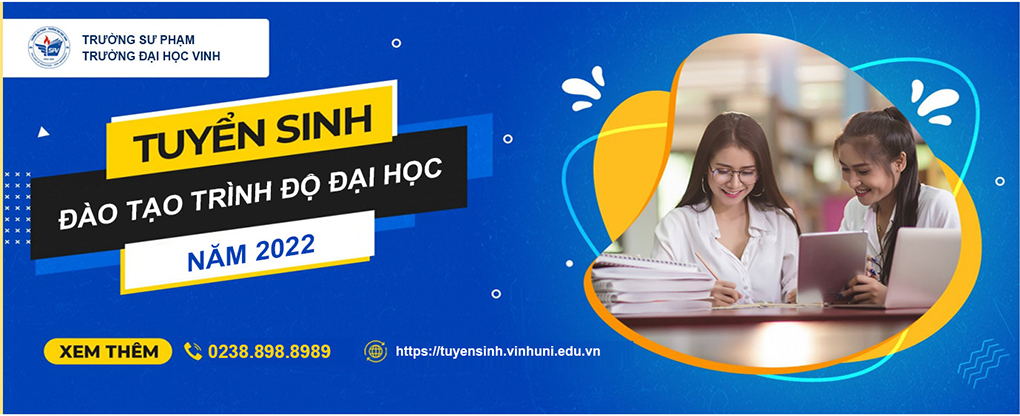 TRƯỜNG SƯ PHẠM
TRƯỜNG ĐẠI HỌC VINH
TUYỂN SINH
ĐÀO TẠO TRÌNH ĐỘ ĐẠI HỌC
NĂM 2022
XEM THÊM
0238.898.8989
https://tuyensinh.vinhuni.edu.vn